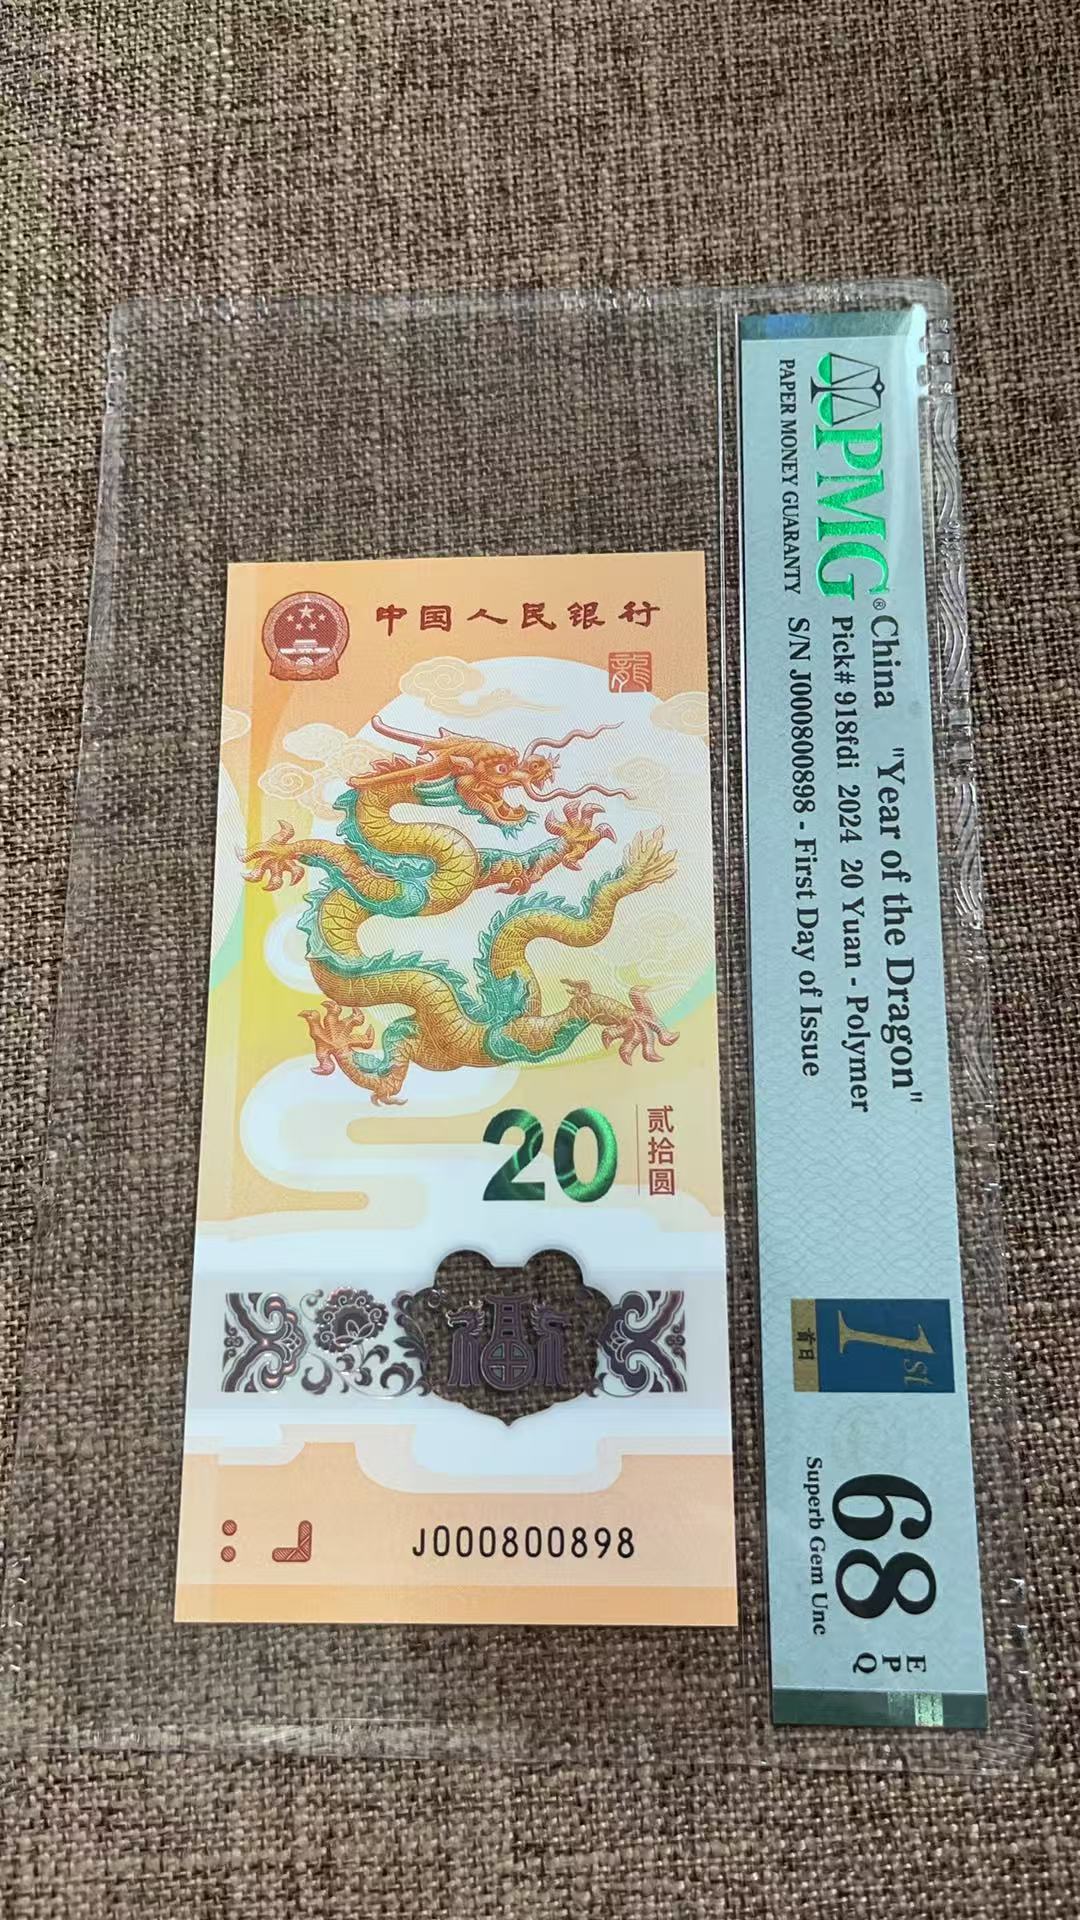 中国人民银行
龍
20
贰拾圆
福
J000800898
PMG®
PAPER MONEY GUARANTY
China "Year of the Dragon"
Pick# 918fdi 2024 20 Yuan - Polymer
S/N J000800898 - First Day of Issue
1st
首日
68 EPQ
Superb Gem Unc